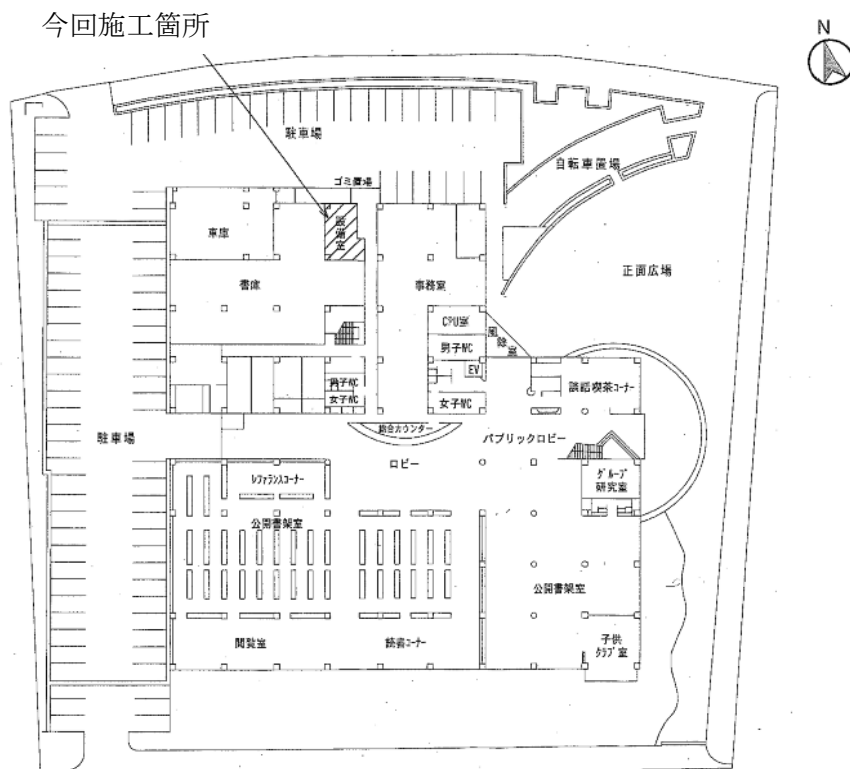 今回施工箇所
N
駐車場
自転車置場
ゴミ置場
設備室
車庫
正面広場
書庫
事務室
CPU室
風除室
男子WC
EV
談話喫茶コーナー
男子WC
女子WC
女子WC
総合カウンター
駐車場
パブリックロビー
ロビー
レファランスコーナー
グループ
研究室
公開書架室
公開書架室
閲覧室
読書コーナー
子供
クラブ室